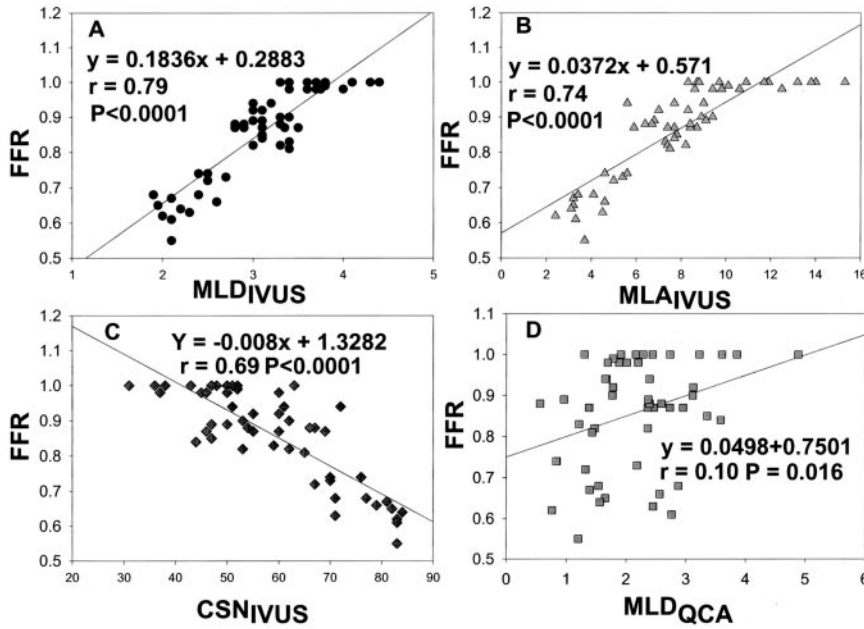 A
y = 0.1836x + 0.2883
r = 0.79
P<0.0001
FFR
1.0
0.9
0.8
0.7
0.6
0.5
1 2 3 4 5
MLDIVUS
B
y = 0.0372x + 0.571
r = 0.74
P<0.0001
FFR
1.1
1.0
0.9
0.8
0.7
0.6
0.5
0 2 4 6 8 10 12 14 16
MLAIVUS
C
Y = -0.008x + 1.3282
r = 0.69 P<0.0001
FFR
1.2
1.1
1.0
0.9
0.8
0.7
0.6
0.5
20 30 40 50 60 70 80 90
CSNIVUS
D
y = 0.0498+0.7501
r = 0.10 P = 0.016
FFR
1.1
1.0
0.9
0.8
0.7
0.6
0.5
0 1 2 3 4 5 6
MLDQCA